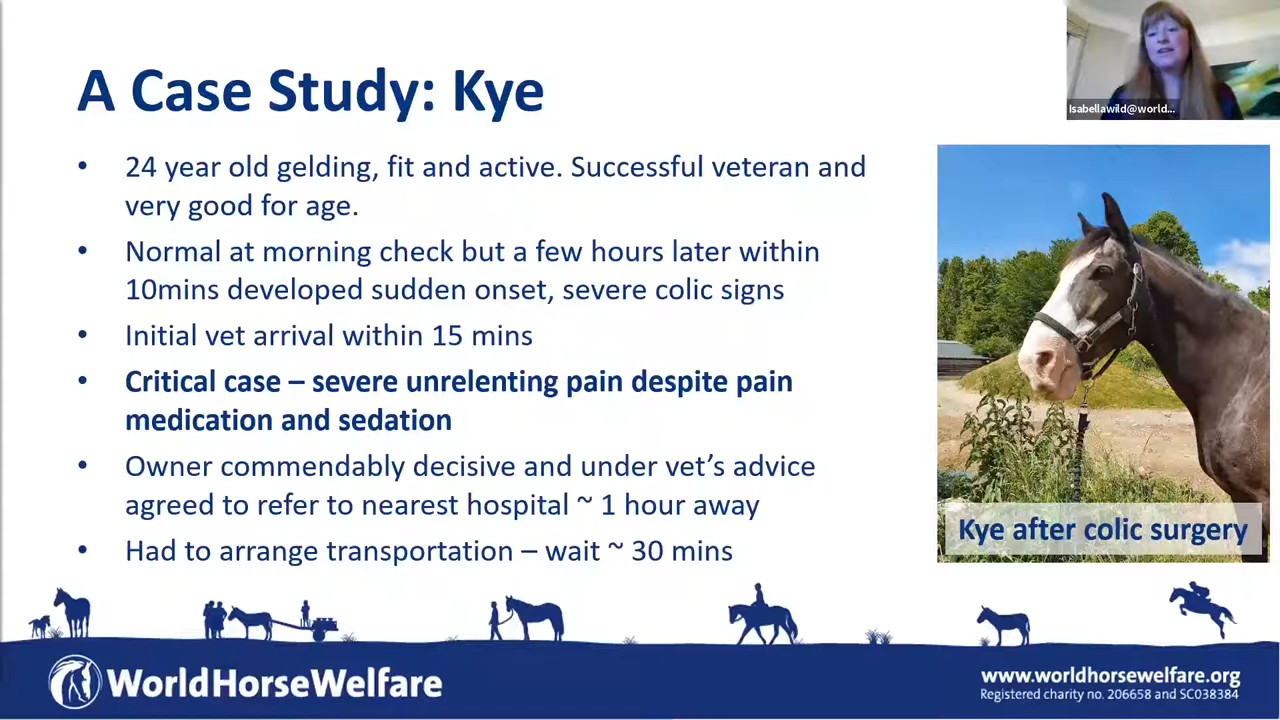 Isabellawild@world...
A Case Study: Kye
• 24 year old gelding, fit and active. Successful veteran and
very good for age.
• Normal at morning check but a few hours later within
10mins developed sudden onset, severe colic signs
• Initial vet arrival within 15 mins
• Critical case – severe unrelenting pain despite pain
medication and sedation
• Owner commendably decisive and under vet's advice
agreed to refer to nearest hospital ~ 1 hour away
• Had to arrange transportation – wait ~ 30 mins
Kye after colic surgery
WorldHorseWelfare
www.worldhorsewelfare.org
Registered charity no. 206658 and SC038384